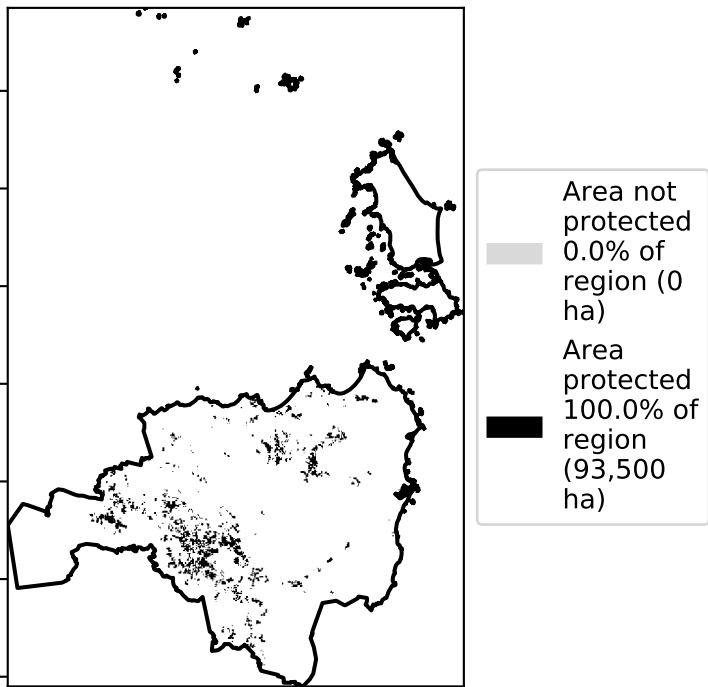 Area not
protected
0.0% of
region (0
ha)
Area
protected
100.0% of
region
(93,500
ha)